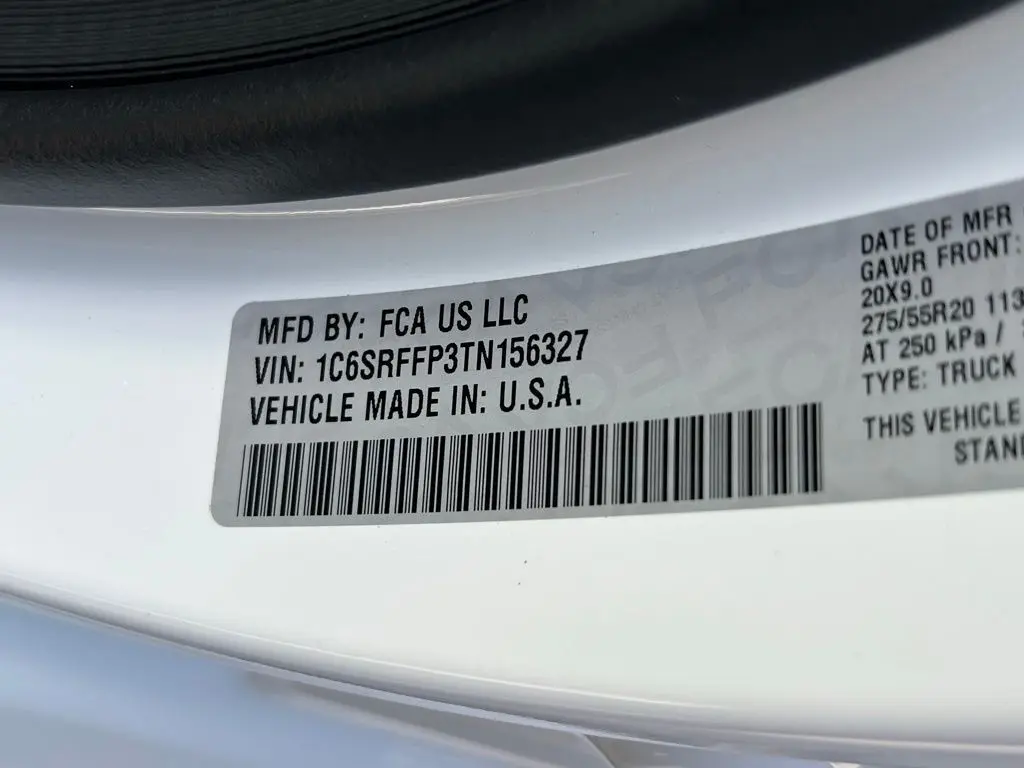 MFD BY: FCA US LLC
VIN: 1C6SRFFP3TN156327
VEHICLE MADE IN: U.S.A.
DATE OF MFR
GAWR FRONT:
20X9.0
275/55R20 113
AT 250 kPa /
TYPE: TRUCK
THIS VEHICLE